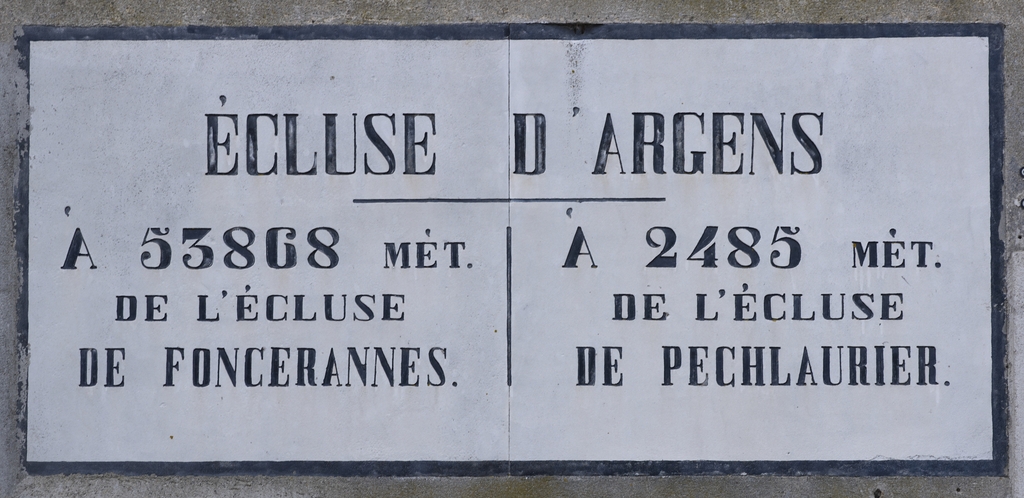 ÉCLUSE D'ARGENS
À 53868 MÈT.
DE L'ÉCLUSE
DE FONCERANNES.
À 2485 MÈT.
DE L'ÉCLUSE
DE PECHLAURIER.